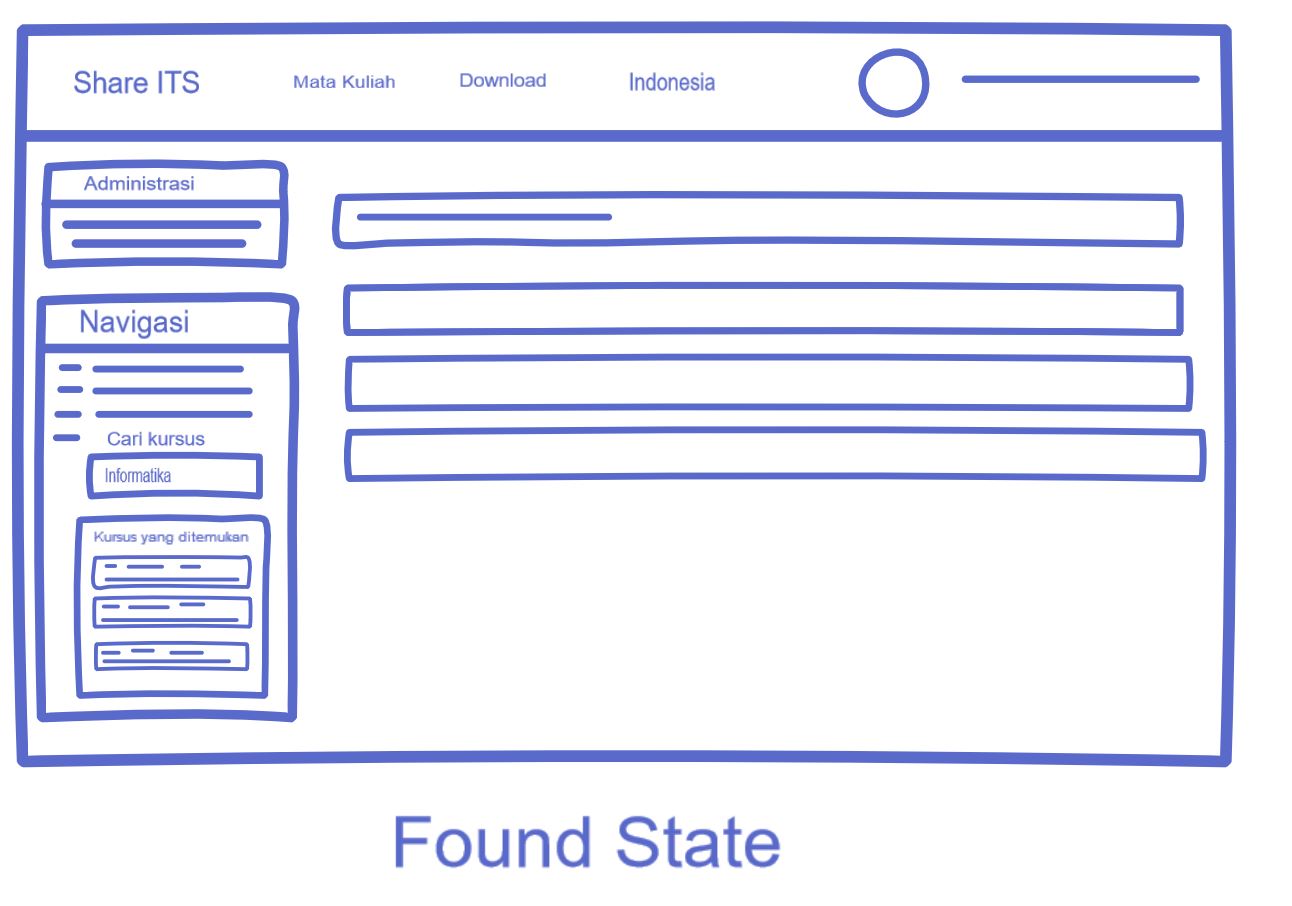 Share ITS
Mata Kuliah
Download
Indonesia
Administrasi
Navigasi
Cari kursus
Informatika
Kursus yang ditemukan
Found State